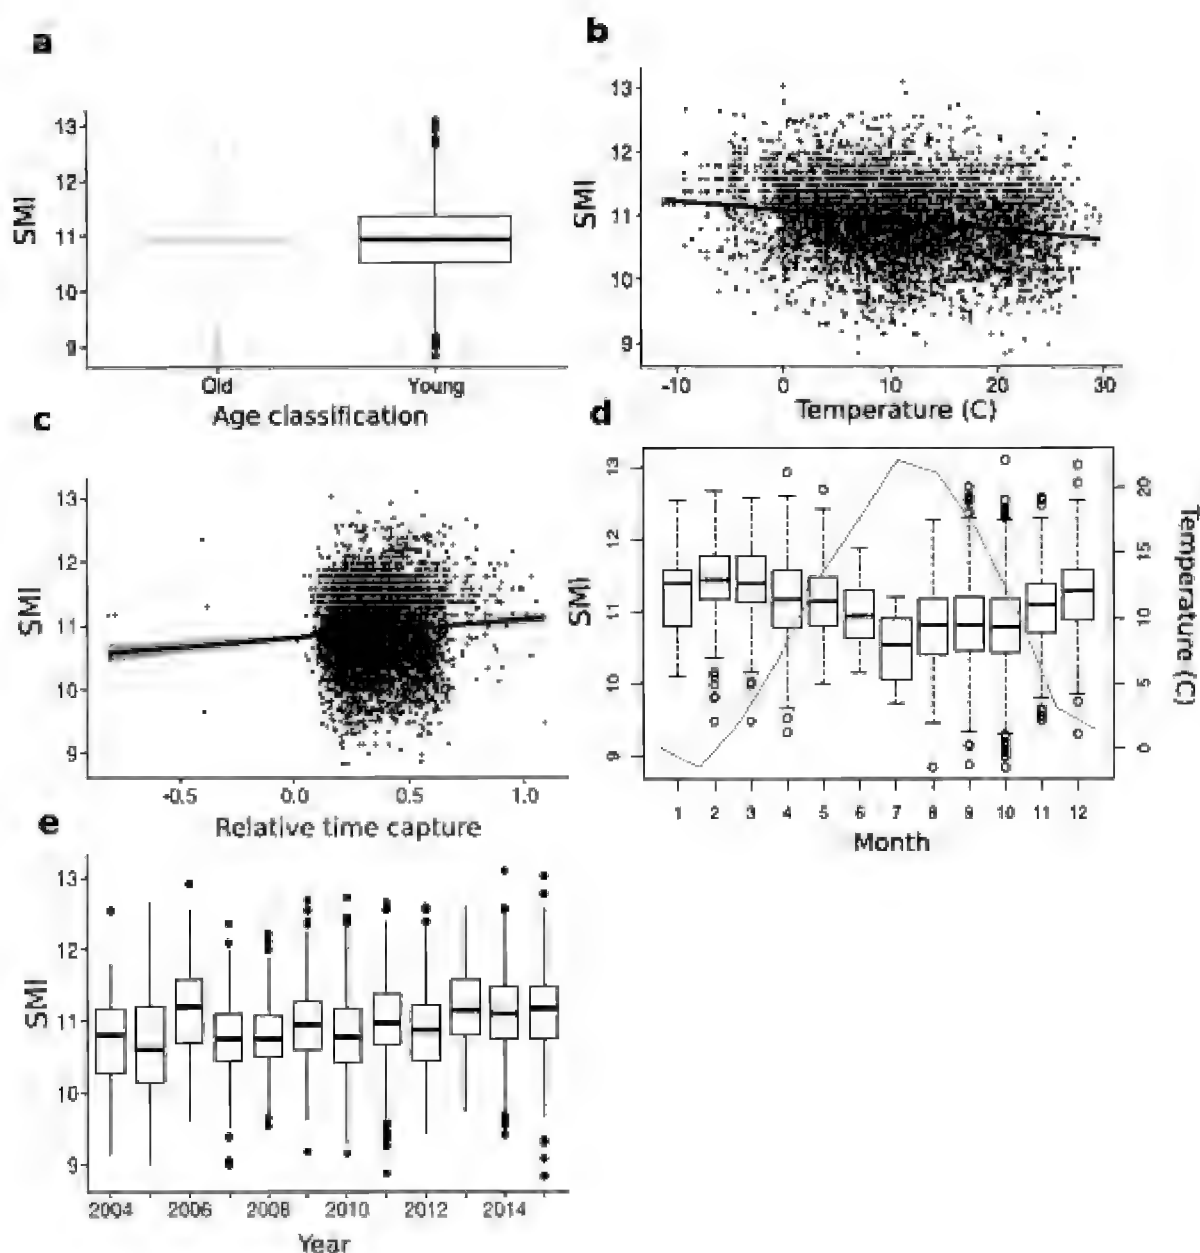 a
13
12
SMI
11
10
9
Old Young
Age classification
b
13
12
SMI
11
10
9
-10 0 10 20 30
Temperature (C)
c
13
12
SMI
11
10
9
-0.5 0.0 0.5 1.0
Relative time capture
d
13
12
SMI
11
10
9
20
15
10
5
0
Temperature (C)
1 2 3 4 5 6 7 8 9 10 11 12
Month
e
13
12
SMI
11
10
9
2004 2006 2008 2010 2012 2014
Year